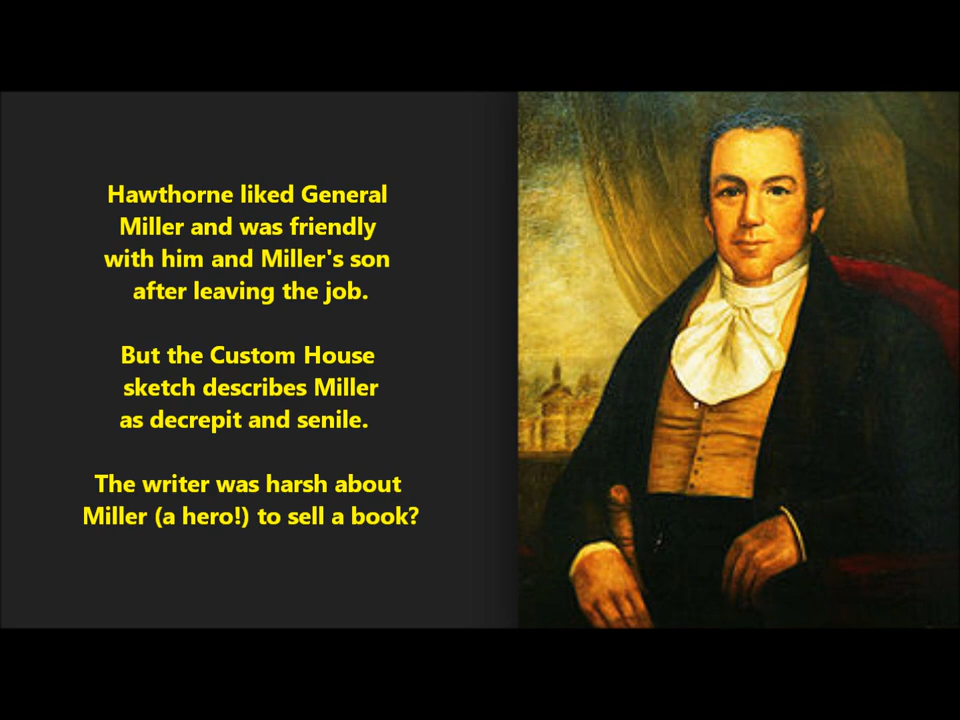 Hawthorne liked General
Miller and was friendly
with him and Miller's son
after leaving the job.
But the Custom House
sketch describes Miller
as decrepit and senile.
The writer was harsh about
Miller (a hero!) to sell a book?